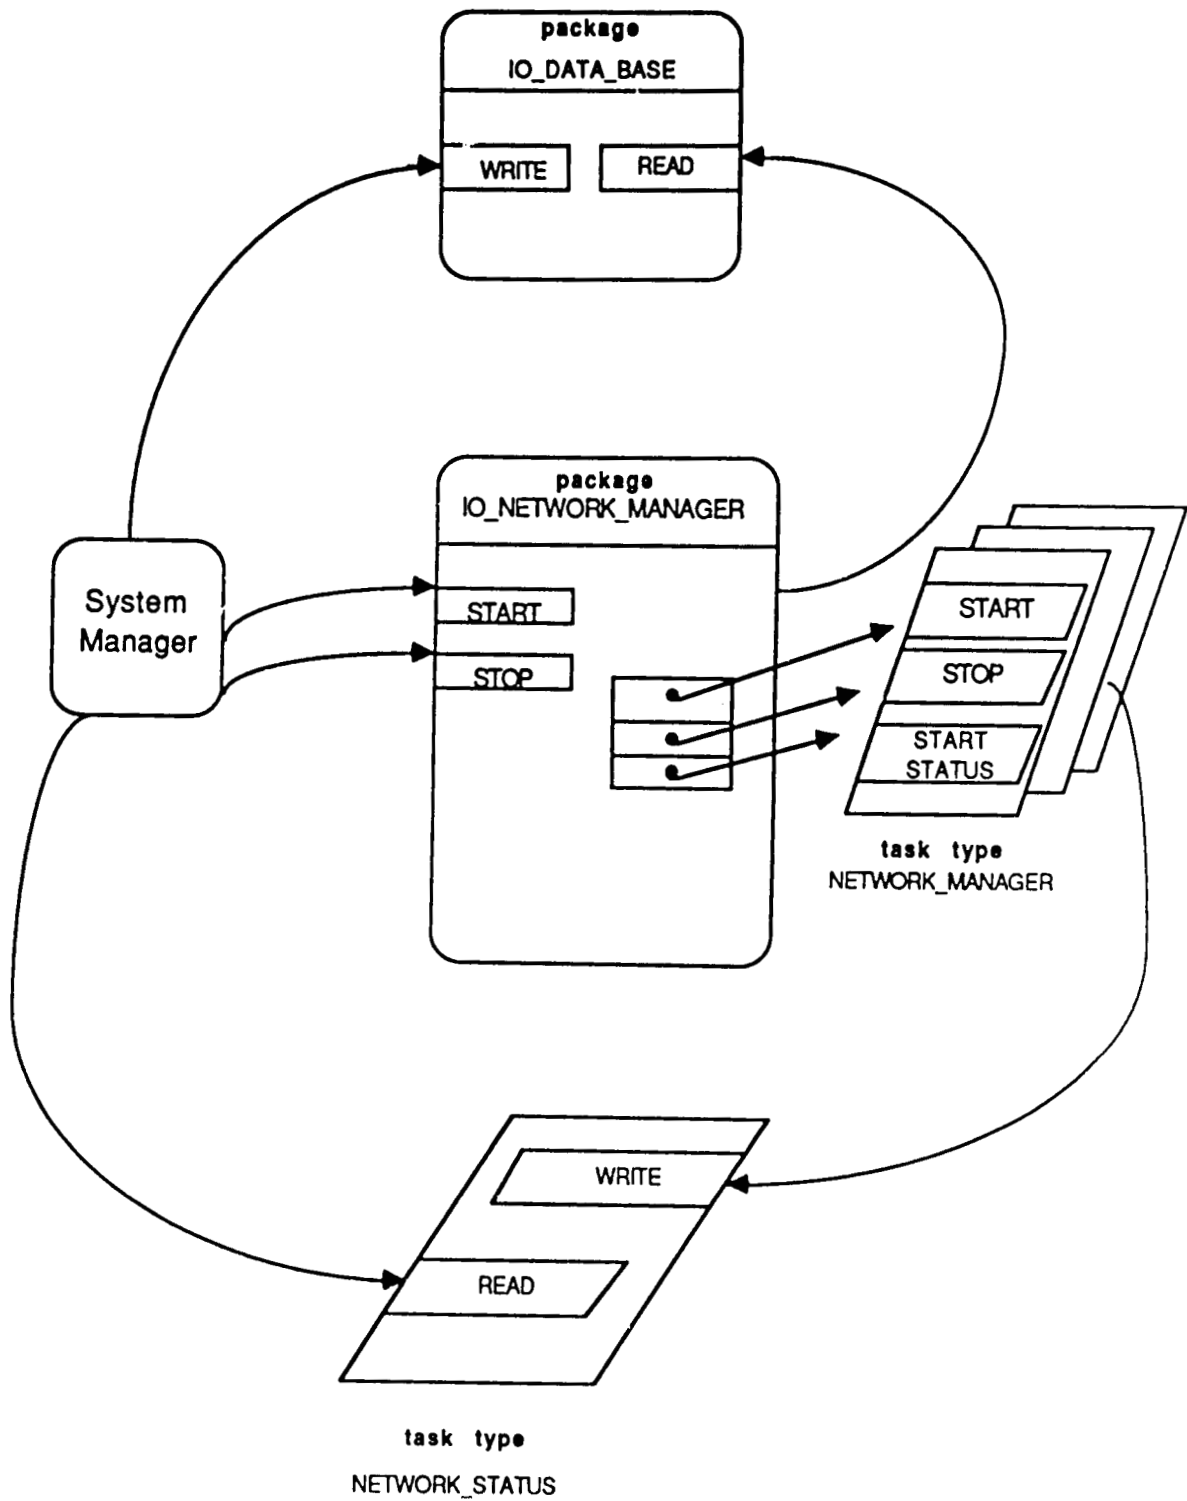 package
IO_DATA_BASE
WRITE
READ
package
IO_NETWORK_MANAGER
System
Manager
START
STOP
START
STOP
START
STATUS
task type
NETWORK_MANAGER
WRITE
READ
task type
NETWORK_STATUS